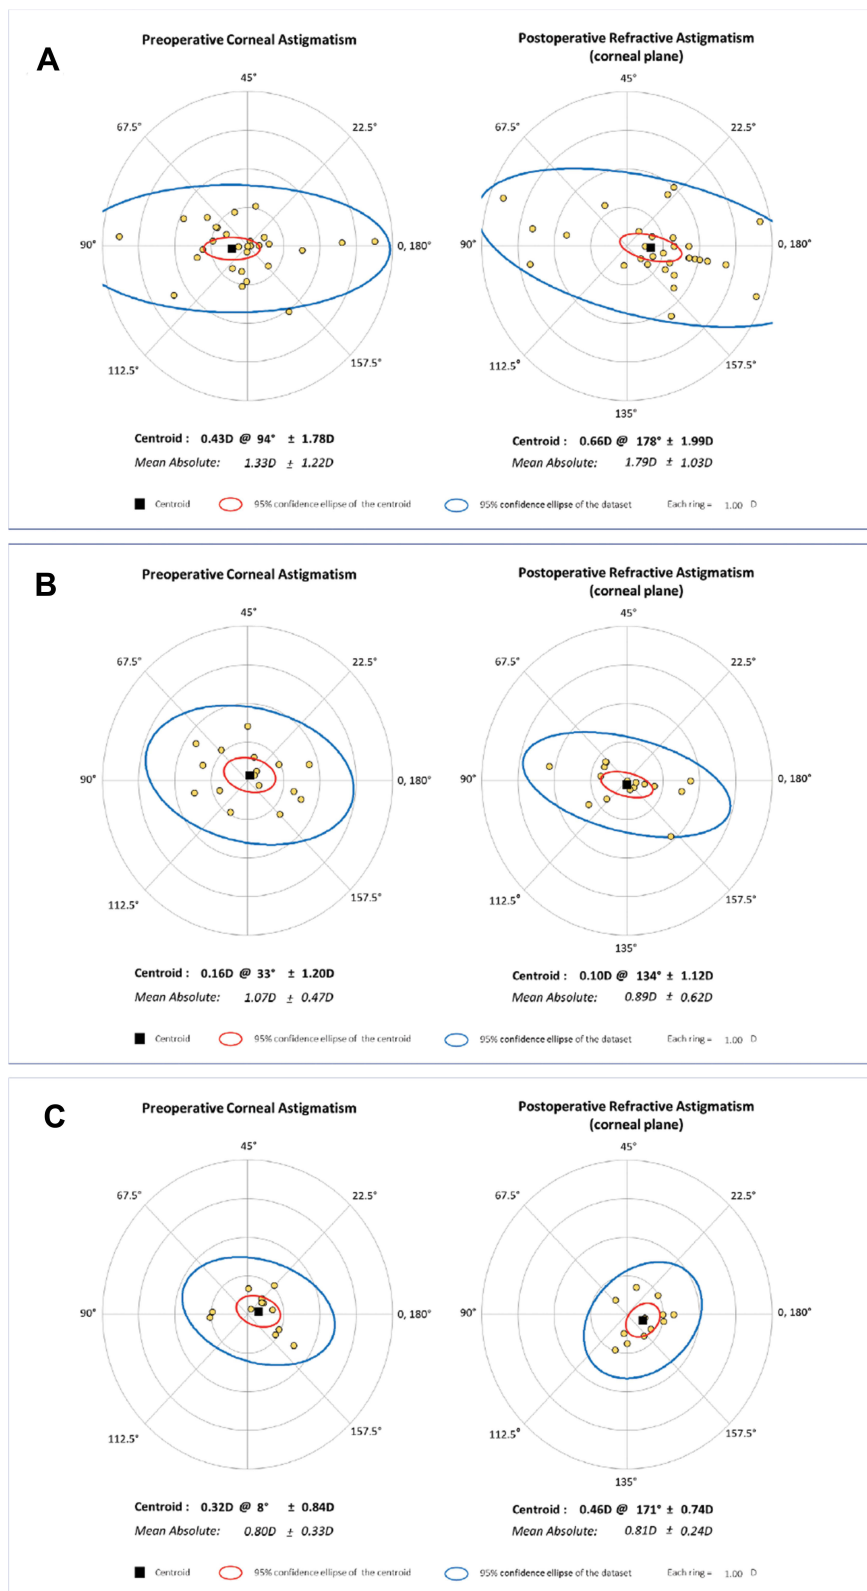 A
Preoperative Corneal Astigmatism
45°
67.5°
22.5°
90°
0, 180°
112.5°
157.5°
Centroid : 0.43D @ 94° ± 1.78D
Mean Absolute: 1.33D ± 1.22D
Postoperative Refractive Astigmatism
(corneal plane)
45°
67.5°
22.5°
90°
0, 180°
112.5°
157.5°
135°
Centroid : 0.66D @ 178° ± 1.99D
Mean Absolute: 1.79D ± 1.03D
Centroid 95% confidence ellipse of the centroid 95% confidence ellipse of the dataset Each ring = 1.00 D
B
Preoperative Corneal Astigmatism
45°
67.5°
22.5°
90°
0, 180°
112.5°
157.5°
Centroid : 0.16D @ 33° ± 1.20D
Mean Absolute: 1.07D ± 0.47D
Postoperative Refractive Astigmatism
(corneal plane)
45°
67.5°
22.5°
90°
0, 180°
112.5°
157.5°
135°
Centroid : 0.10D @ 134° ± 1.12D
Mean Absolute: 0.89D ± 0.62D
Centroid 95% confidence ellipse of the centroid 95% confidence ellipse of the dataset Each ring = 1.00 D
C
Preoperative Corneal Astigmatism
45°
67.5°
22.5°
90°
0, 180°
112.5°
157.5°
Centroid : 0.32D @ 8° ± 0.84D
Mean Absolute: 0.80D ± 0.33D
Postoperative Refractive Astigmatism
(corneal plane)
45°
67.5°
22.5°
90°
0, 180°
112.5°
157.5°
135°
Centroid : 0.46D @ 171° ± 0.74D
Mean Absolute: 0.81D ± 0.24D
Centroid 95% confidence ellipse of the centroid 95% confidence ellipse of the dataset Each ring = 1.00 D